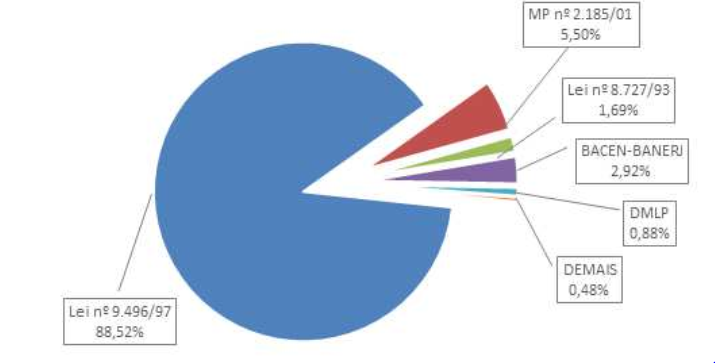 MP nº 2.185/01
5,50%
Lei nº 8.727/93
1,69%
BACEN-BANERJ
2,92%
DMLP
0,88%
DEMAIS
0,48%
Lei nº 9.496/97
88,52%